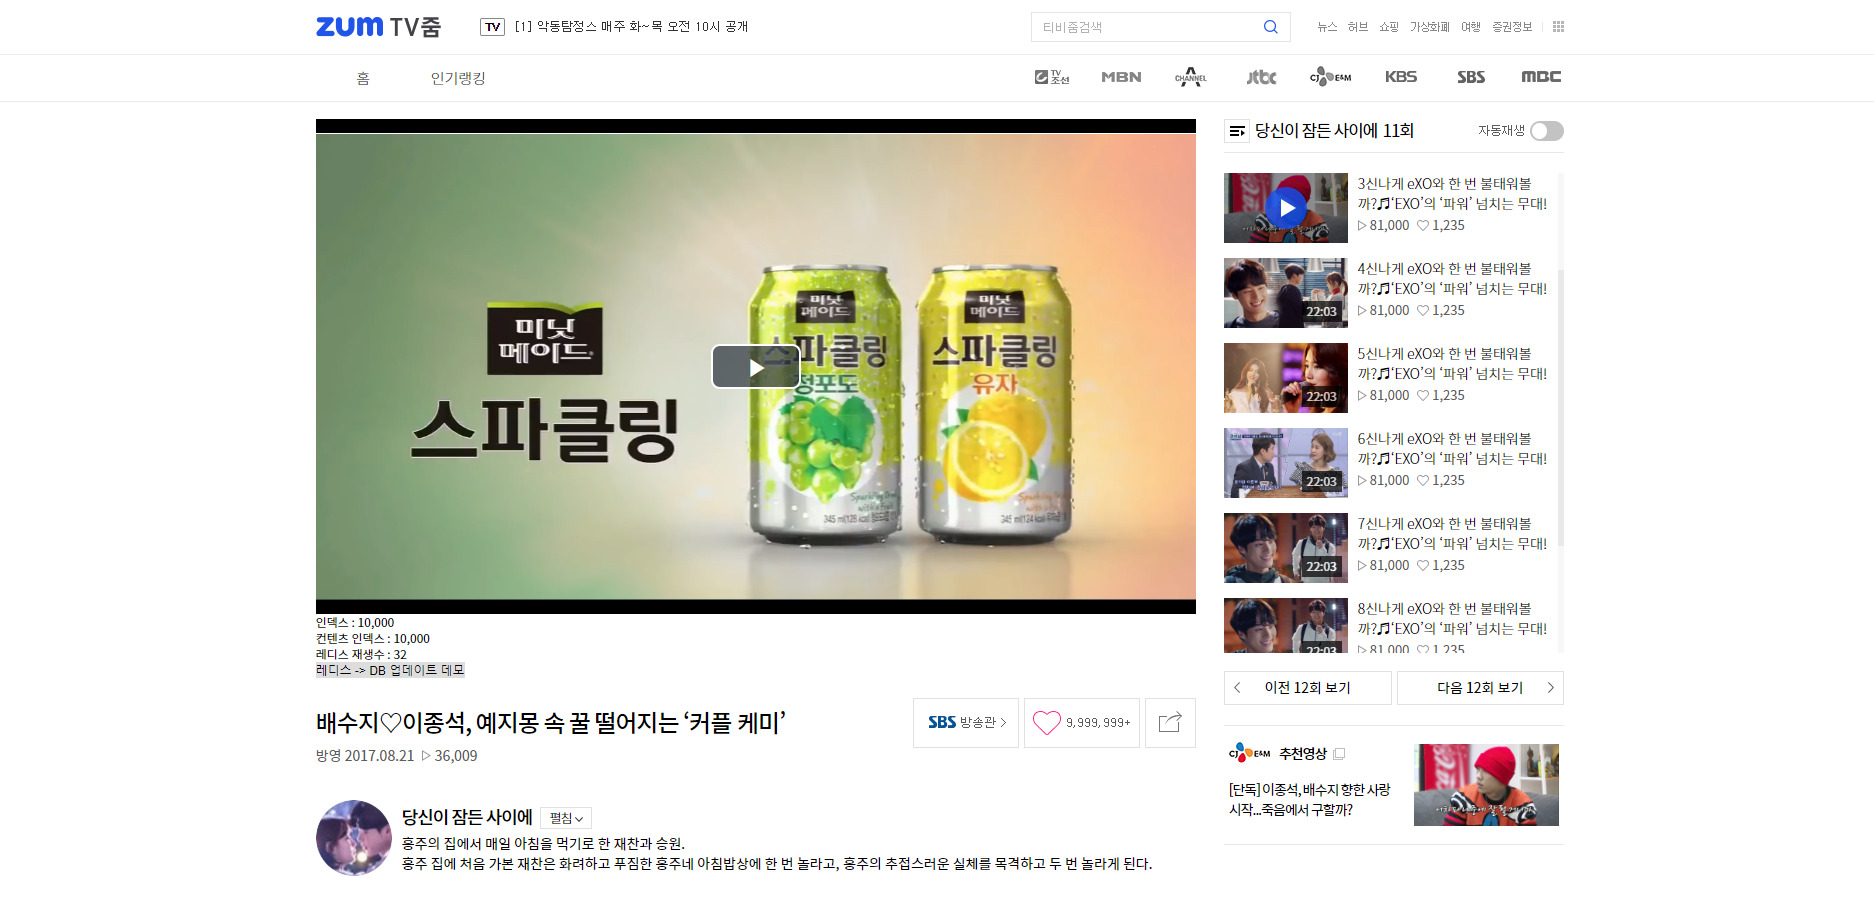 zum TV줌
TV [1] 악동탐정스 매주 화~목 오전 10시 공개
티비줌검색
뉴스 허브 쇼핑 가상화폐 여행 증권정보
홈 인기랭킹
TV조선 MBN CHANNEL A jtbc CJ E&M KBS SBS MBC
미닛
메이드
스파클링
미닛
메이드
스파클링
청포도
345 ml(128 kcal)
미닛
메이드
스파클링
유자
345 ml(124 kcal)
인덱스 : 10,000
컨텐츠 인덱스 : 10,000
레디스 재생수 : 32
레디스 -> DB 업데이트 데모
배수지♡이종석, 예지몽 속 꿀 떨어지는 ‘커플 케미’
방영 2017.08.21 ▷ 36,009
SBS 방송관 >
9,999,999+
당신이 잠든 사이에 펼침
홍주의 집에서 매일 아침을 먹기로 한 재찬과 승원.
홍주 집에 처음 가본 재찬은 화려하고 푸짐한 홍주네 아침밥상에 한 번 놀라고, 홍주의 추접스러운 실체를 목격하고 두 번 놀라게 된다.
당신이 잠든 사이에 11회
자동재생
3신나게 eXO와 한 번 불태워볼
까?♬‘EXO’의 ‘파워’ 넘치는 무대!
▷ 81,000 ♡ 1,235
22:03
4신나게 eXO와 한 번 불태워볼
까?♬‘EXO’의 ‘파워’ 넘치는 무대!
▷ 81,000 ♡ 1,235
22:03
5신나게 eXO와 한 번 불태워볼
까?♬‘EXO’의 ‘파워’ 넘치는 무대!
▷ 81,000 ♡ 1,235
22:03
6신나게 eXO와 한 번 불태워볼
까?♬‘EXO’의 ‘파워’ 넘치는 무대!
▷ 81,000 ♡ 1,235
22:03
7신나게 eXO와 한 번 불태워볼
까?♬‘EXO’의 ‘파워’ 넘치는 무대!
▷ 81,000 ♡ 1,235
22:03
8신나게 eXO와 한 번 불태워볼
까?♬‘EXO’의 ‘파워’ 넘치는 무대!
▷ 81,000 ♡ 1,235
< 이전 12회 보기
다음 12회 보기 >
CJ E&M 추천영상
[단독] 이종석, 배수지 향한 사랑
시작...죽음에서 구할까?